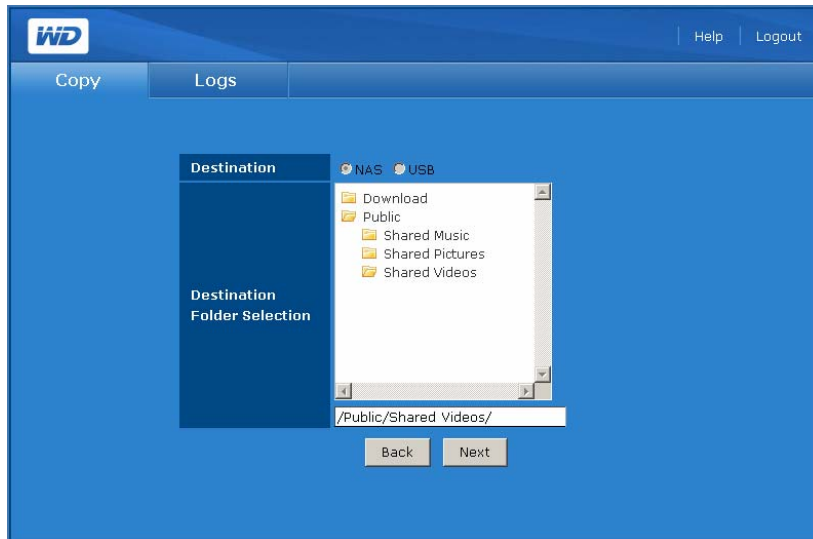 WD
Help
Logout
Copy
Logs
Destination
NAS
USB
Download
Public
Shared Music
Shared Pictures
Shared Videos
Destination
Folder Selection
/Public/Shared Videos/
Back
Next